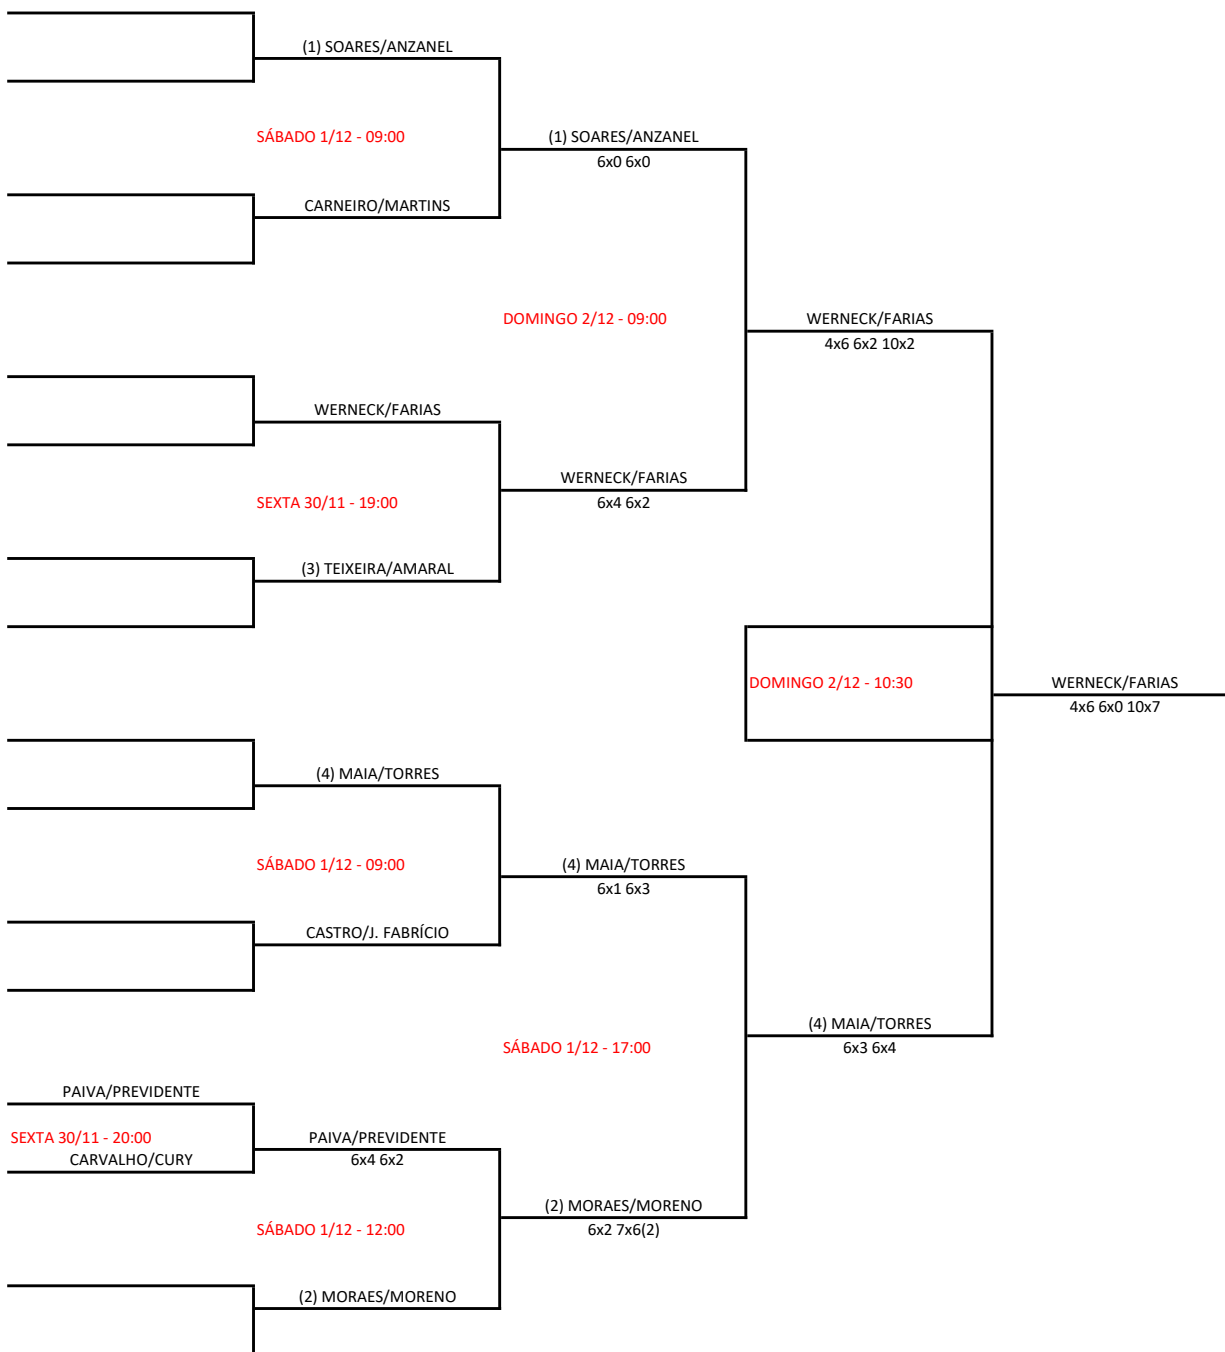 (1) SOARES/ANZANEL
SÁBADO 1/12 - 09:00
(1) SOARES/ANZANEL
6x0 6x0
CARNEIRO/MARTINS
DOMINGO 2/12 - 09:00
WERNECK/FARIAS
4x6 6x2 10x2
WERNECK/FARIAS
WERNECK/FARIAS
6x4 6x2
SEXTA 30/11 - 19:00
(3) TEIXEIRA/AMARAL
DOMINGO 2/12 - 10:30
WERNECK/FARIAS
4x6 6x0 10x7
(4) MAIA/TORRES
SÁBADO 1/12 - 09:00
(4) MAIA/TORRES
6x1 6x3
CASTRO/J. FABRÍCIO
(4) MAIA/TORRES
6x3 6x4
SÁBADO 1/12 - 17:00
PAIVA/PREVIDENTE
SEXTA 30/11 - 20:00
CARVALHO/CURY
PAIVA/PREVIDENTE
6x4 6x2
(2) MORAES/MORENO
6x2 7x6(2)
SÁBADO 1/12 - 12:00
(2) MORAES/MORENO